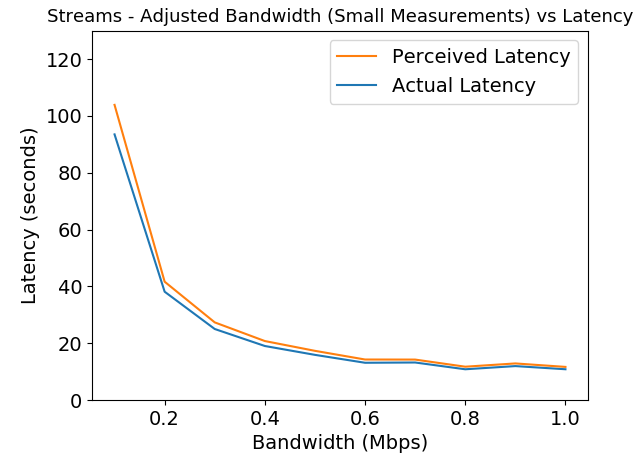 Streams - Adjusted Bandwidth (Small Measurements) vs Latency
Perceived Latency
Actual Latency
120
100
80
60
40
20
0
Latency (seconds)
0.2
0.4
0.6
0.8
1.0
Bandwidth (Mbps)